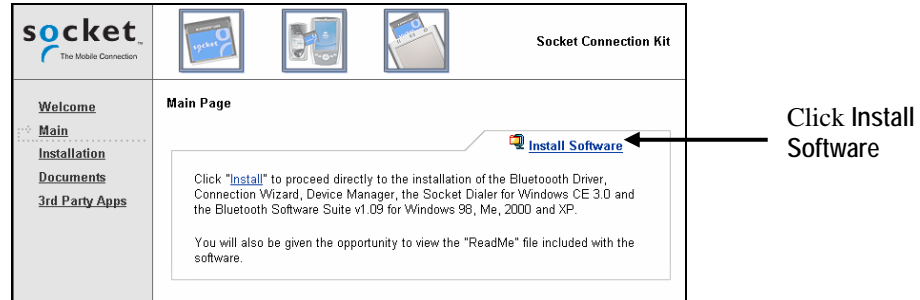 socket™
The Mobile Connection
socket
Socket Connection Kit
Welcome
Main
Installation
Documents
3rd Party Apps
Main Page
Install Software
Click "Install" to proceed directly to the installation of the Bluetoooth Driver,
Connection Wizard, Device Manager, the Socket Dialer for Windows CE 3.0 and
the Bluetooth Software Suite v1.09 for Windows 98, Me, 2000 and XP.
You will also be given the opportunity to view the "ReadMe" file included with the
software.
Click Install
Software